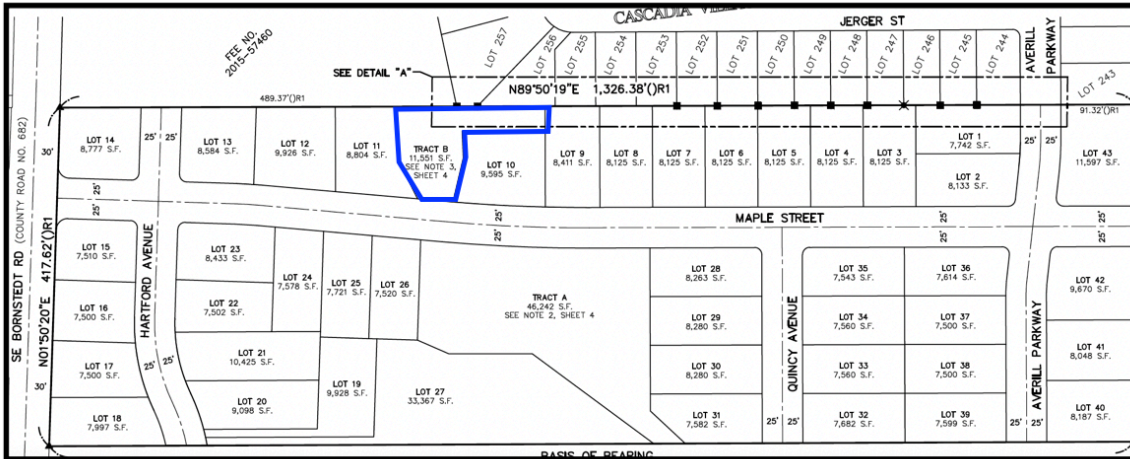 CASCADIA
JERGER ST
FEE NO.
2015-57460
LOT 257
LOT 256
LOT 255
LOT 254
LOT 253
LOT 252
LOT 251
LOT 250
LOT 249
LOT 248
LOT 247
LOT 246
LOT 245
LOT 244
AVERILL
PARKWAY
LOT 243
SEE DETAIL "A"
N89°50'19"E 1,326.38'()R1
489.37'()R1
91.32'()R1
SE BORNSTEDT RD (COUNTY ROAD NO. 682)
N01°50'20"E 417.62'()R1
30'
30'
LOT 14
8,777 S.F.
25'
25'
LOT 13
8,584 S.F.
LOT 12
9,926 S.F.
LOT 11
8,804 S.F.
TRACT B
11,551 S.F.
SEE NOTE 3,
SHEET 4
LOT 10
9,595 S.F.
LOT 9
8,411 S.F.
LOT 8
8,125 S.F.
LOT 7
8,125 S.F.
LOT 6
8,125 S.F.
LOT 5
8,125 S.F.
LOT 4
8,125 S.F.
LOT 3
8,125 S.F.
LOT 1
7,742 S.F.
LOT 2
8,133 S.F.
LOT 43
11,597 S.F.
25'
25'
25'
25'
MAPLE STREET
25'
25'
LOT 15
7,510 S.F.
HARTFORD AVENUE
LOT 23
8,433 S.F.
LOT 24
7,578 S.F.
LOT 25
7,721 S.F.
LOT 26
7,520 S.F.
TRACT A
46,242 S.F.
SEE NOTE 2, SHEET 4
LOT 28
8,263 S.F.
LOT 35
7,543 S.F.
LOT 36
7,614 S.F.
LOT 42
9,670 S.F.
LOT 16
7,500 S.F.
LOT 22
7,502 S.F.
LOT 29
8,280 S.F.
QUINCY AVENUE
LOT 34
7,560 S.F.
LOT 37
7,500 S.F.
AVERILL PARKWAY
LOT 17
7,500 S.F.
25'
25'
LOT 21
10,425 S.F.
LOT 19
9,928 S.F.
LOT 27
33,367 S.F.
LOT 30
8,280 S.F.
LOT 33
7,560 S.F.
LOT 38
7,500 S.F.
LOT 41
8,048 S.F.
LOT 18
7,997 S.F.
LOT 20
9,098 S.F.
LOT 31
7,582 S.F.
25'
25'
LOT 32
7,682 S.F.
LOT 39
7,599 S.F.
25'
25'
LOT 40
8,187 S.F.
BASIS OF BEARING